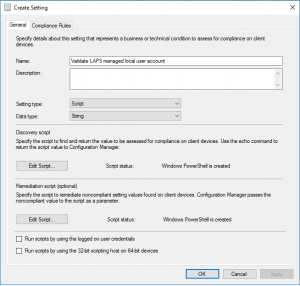 Create Setting
General Compliance Rules
Specify details about this setting that represents a business or technical condition to assess for compliance on client
devices.
Name: Validate LAPS managed local user account
Description:
Setting type: Script
Data type: String
Discovery script
Specify the script to find and return the value to be assessed for compliance on client devices. Use the echo command to
return the script value to Configuration Manager.
Edit Script... Script status: Windows PowerShell is created
Remediation script (optional)
Specify the script to remediate noncompliant setting values found on client devices. Configuration Manager passes the
noncompliant value to the script as a parameter.
Edit Script... Script status: Windows PowerShell is created
Run scripts by using the logged on user credentials
Run scripts by using the 32-bit scripting host on 64-bit devices
OK Cancel Apply